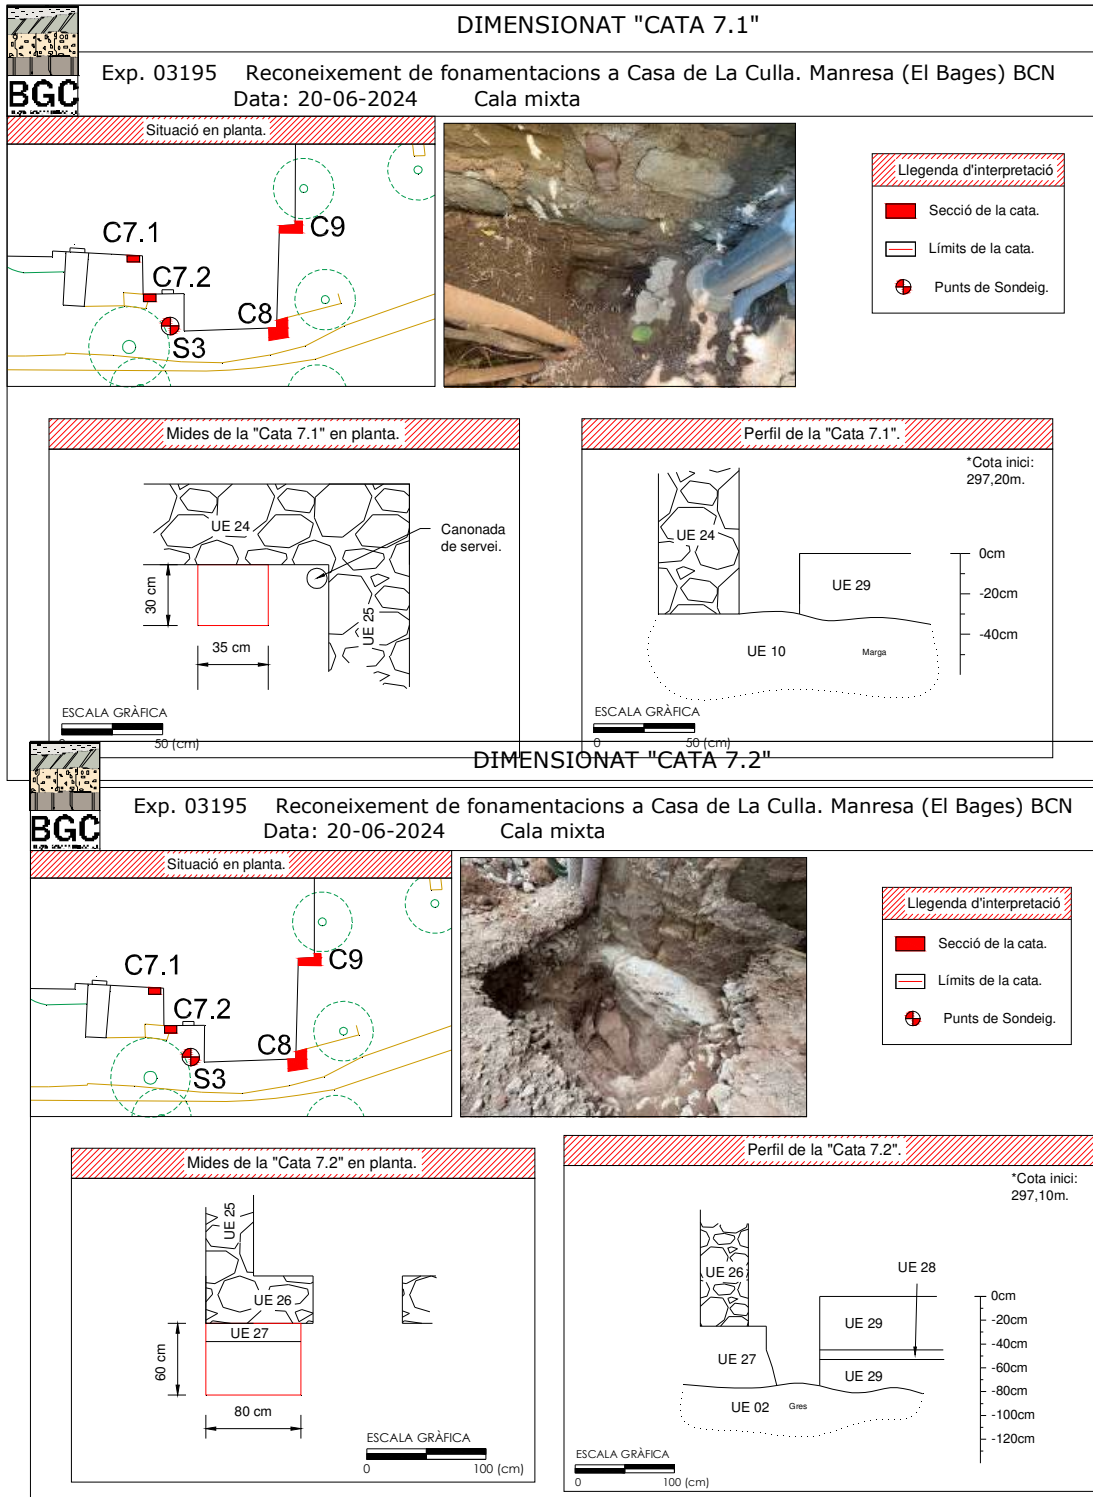 DIMENSIONAT "CATA 7.1"
BGC
Exp. 03195 Reconeixement de fonamentacions a Casa de La Culla. Manresa (El Bages) BCN
Data: 20-06-2024 Cala mixta
Situació en planta.
C7.1
C7.2
C9
C8
S3
Llegenda d'interpretació
Secció de la cata.
Límits de la cata.
Punts de Sondeig.
Mides de la "Cata 7.1" en planta.
UE 24
Canonada
de servei.
30 cm
UE 25
35 cm
ESCALA GRÀFICA
0 50 (cm)
Perfil de la "Cata 7.1".
*Cota inici:
297,20m.
UE 24
0cm
UE 29
-20cm
-40cm
UE 10
Marga
ESCALA GRÀFICA
0 50 (cm)
DIMENSIONAT "CATA 7.2"
BGC
Exp. 03195 Reconeixement de fonamentacions a Casa de La Culla. Manresa (El Bages) BCN
Data: 20-06-2024 Cala mixta
Situació en planta.
C7.1
C7.2
C9
C8
S3
Llegenda d'interpretació
Secció de la cata.
Límits de la cata.
Punts de Sondeig.
Mides de la "Cata 7.2" en planta.
UE 25
UE 26
UE 27
60 cm
80 cm
ESCALA GRÀFICA
0 100 (cm)
Perfil de la "Cata 7.2".
*Cota inici:
297,10m.
UE 26
UE 28
0cm
-20cm
UE 29
-40cm
UE 27
-60cm
UE 29
-80cm
UE 02
Gres
-100cm
-120cm
ESCALA GRÀFICA
0 100 (cm)